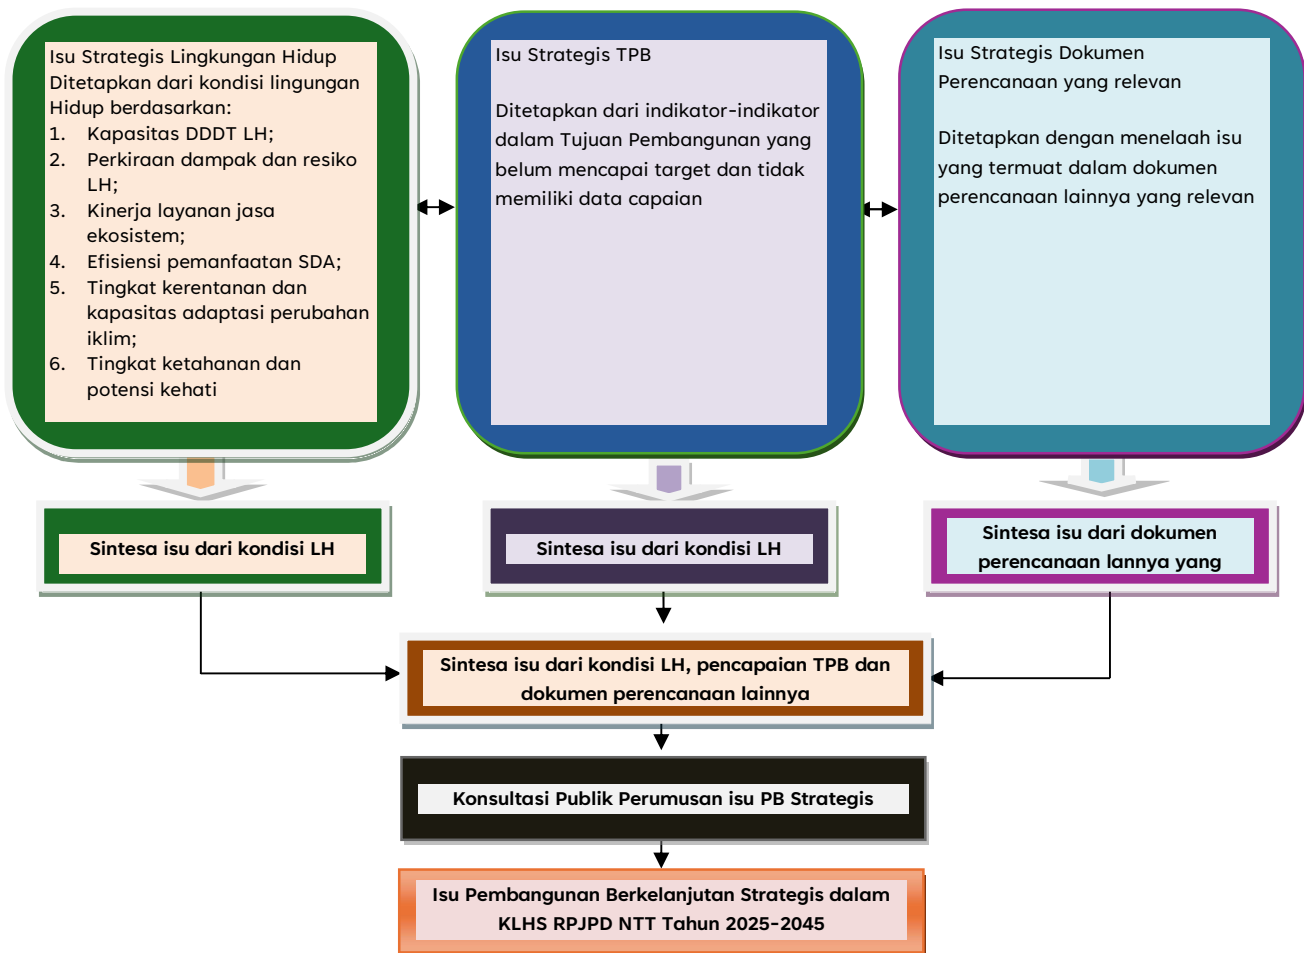 Isu Strategis Lingkungan Hidup
Ditetapkan dari kondisi lingungan
Hidup berdasarkan:
1. Kapasitas DDDT LH;
2. Perkiraan dampak dan resiko
LH;
3. Kinerja layanan jasa
ekosistem;
4. Efisiensi pemanfaatan SDA;
5. Tingkat kerentanan dan
kapasitas adaptasi perubahan
iklim;
6. Tingkat ketahanan dan
potensi kehati
Isu Strategis TPB
Ditetapkan dari indikator-indikator
dalam Tujuan Pembangunan yang
belum mencapai target dan tidak
memiliki data capaian
Isu Strategis Dokumen
Perencanaan yang relevan
Ditetapkan dengan menelaah isu
yang termuat dalam dokumen
perencanaan lainnya yang relevan
Sintesa isu dari kondisi LH
Sintesa isu dari kondisi LH
Sintesa isu dari dokumen
perencanaan lannya yang
Sintesa isu dari kondisi LH, pencapaian TPB dan
dokumen perencanaan lainnya
Konsultasi Publik Perumusan isu PB Strategis
Isu Pembangunan Berkelanjutan Strategis dalam
KLHS RPJPD NTT Tahun 2025-2045